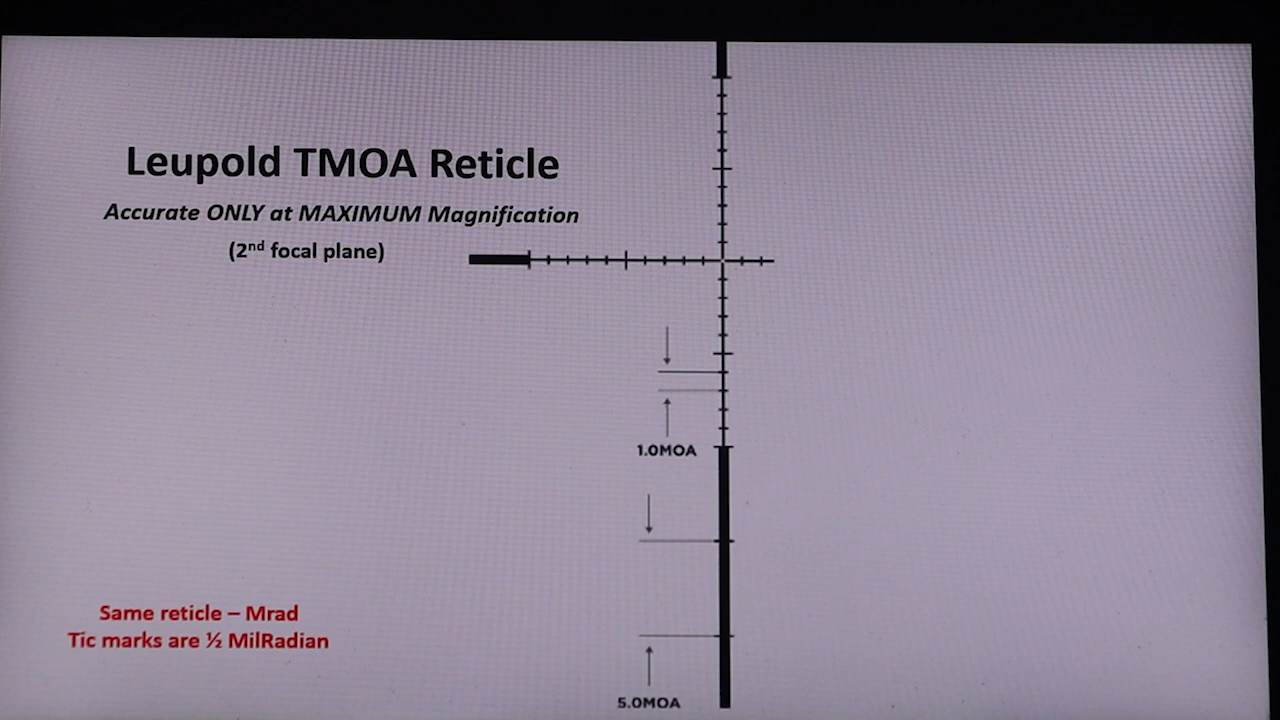 Leupold TMOA Reticle
Accurate ONLY at MAXIMUM Magnification
(2nd focal plane)
1.0MOA
5.0MOA
Same reticle – Mrad
Tic marks are ½ MilRadian